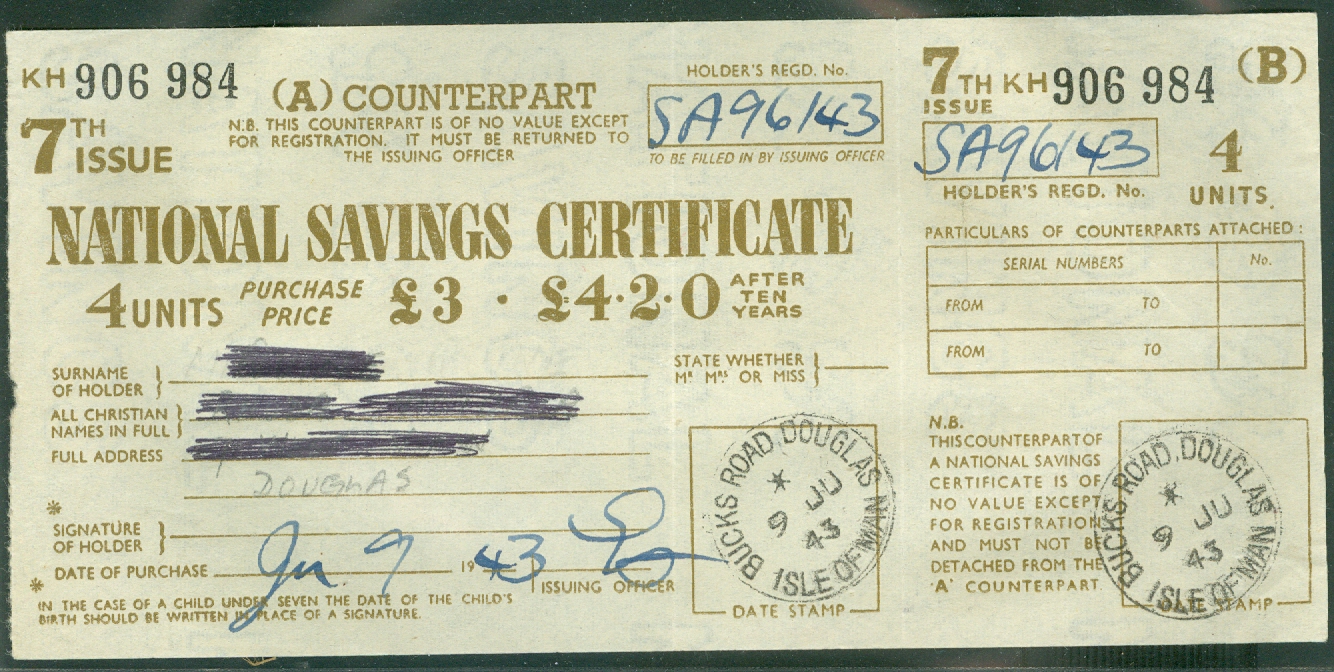 KH 906 984
(A) COUNTERPART
N.B. THIS COUNTERPART IS OF NO VALUE EXCEPT
FOR REGISTRATION. IT MUST BE RETURNED TO
THE ISSUING OFFICER
HOLDER'S REGD. No.
SA96143
TO BE FILLED IN BY ISSUING OFFICER
7TH
ISSUE
NATIONAL SAVINGS CERTIFICATE
4 UNITS PURCHASE PRICE £3 · £4·2·0 AFTER TEN YEARS
SURNAME
OF HOLDER
STATE WHETHER
Mr Mrs OR MISS
ALL CHRISTIAN
NAMES IN FULL
FULL ADDRESS
DOUGLAS
* SIGNATURE
OF HOLDER
DATE OF PURCHASE Ju 9 19 43 ISSUING OFFICER
* IN THE CASE OF A CHILD UNDER SEVEN THE DATE OF THE CHILD'S
BIRTH SHOULD BE WRITTEN IN PLACE OF A SIGNATURE.
BUCKS ROAD, DOUGLAS
* JU
9 43
ISLE OF MAN
DATE STAMP
7TH ISSUE KH 906 984 (B)
SA96143
HOLDER'S REGD. No.
4
UNITS.
PARTICULARS OF COUNTERPARTS ATTACHED:
SERIAL NUMBERS No.
FROM TO
FROM TO
N.B.
THIS COUNTERPART OF
A NATIONAL SAVINGS
CERTIFICATE IS OF
NO VALUE EXCEPT
FOR REGISTRATION
AND MUST NOT BE
DETACHED FROM THE
'A' COUNTERPART
BUCKS ROAD, DOUGLAS
* JU
9 43
ISLE OF MAN
DATE STAMP